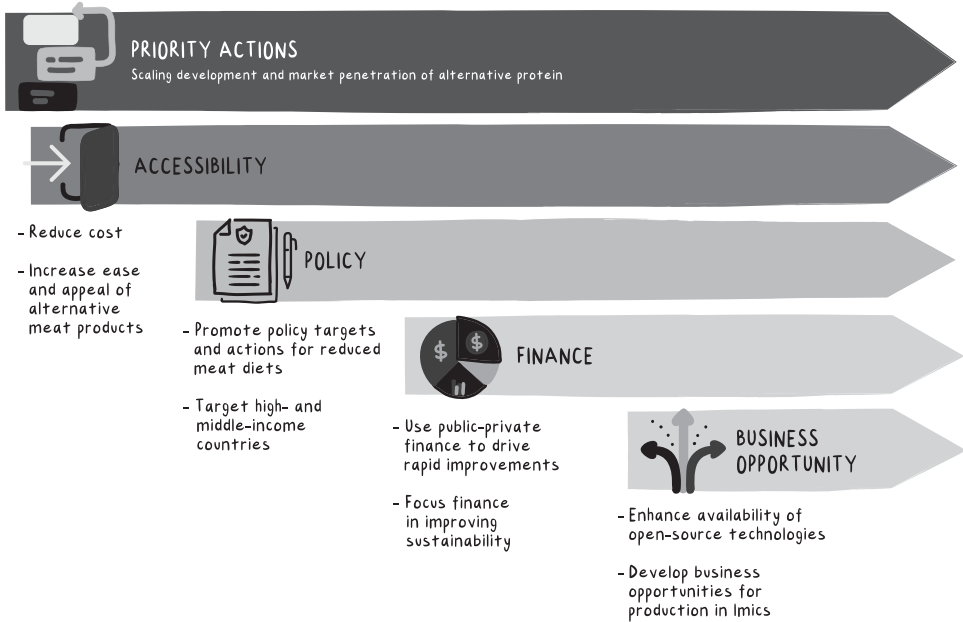 PRIORITY ACTIONS
Scaling development and market penetration of alternative protein
ACCESSIBILITY
- Reduce cost
- Increase ease
and appeal of
alternative
meat products
POLICY
- Promote policy targets
and actions for reduced
meat diets
- Target high- and
middle-income
countries
$
$
FINANCE
- Use public-private
finance to drive
rapid improvements
- Focus finance
in improving
sustainability
BUSINESS
OPPORTUNITY
- Enhance availability of
open-source technologies
- Develop business
opportunities for
production in lmics